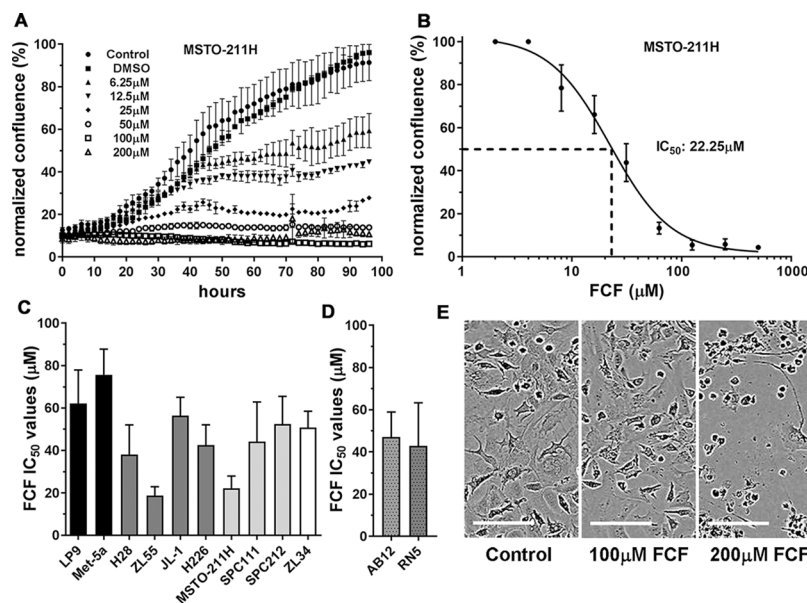 A
MSTO-211H
normalized confluence (%)
100
80
60
40
20
0
Control
DMSO
6.25µM
12.5µM
25µM
50µM
100µM
200µM
0 10 20 30 40 50 60 70 80 90 100
hours
B
MSTO-211H
normalized confluence (%)
100
80
60
40
20
0
IC50: 22.25µM
1 10 100 1000
FCF (µM)
C
FCF IC50 values (µM)
100
80
60
40
20
0
LP9 Met-5a H28 ZL55 JL-1 H226 MSTO-211H SPC111 SPC212 ZL34
D
FCF IC50 values (µM)
100
80
60
40
20
0
AB12 RN5
E
Control 100µM FCF 200µM FCF